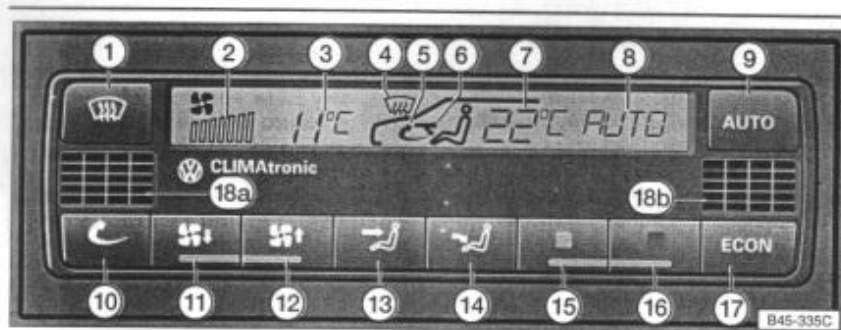 1 2 3 4 5 6 7 8 9
11°C 22°C AUTO AUTO
CLIMAtronic
18a 18b
ECON
10 11 12 13 14 15 16 17
B45-335C